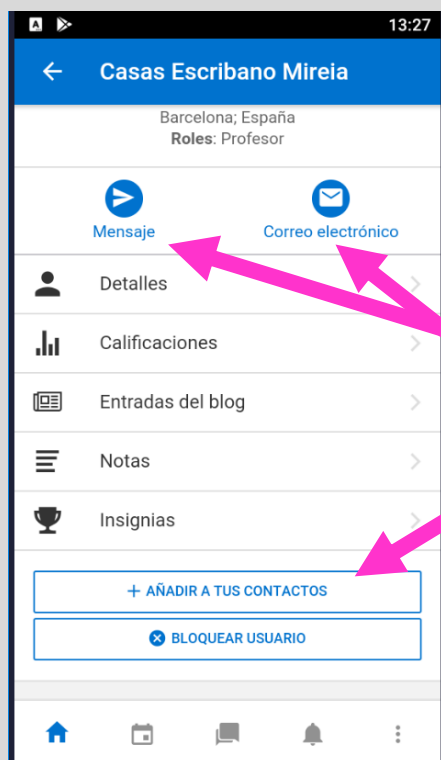 13:27
Casas Escribano Mireia
Barcelona; España
Roles: Profesor
Mensaje
Correo electrónico
Detalles
Calificaciones
Entradas del blog
Notas
Insignias
+ AÑADIR A TUS CONTACTOS
BLOQUEAR USUARIO